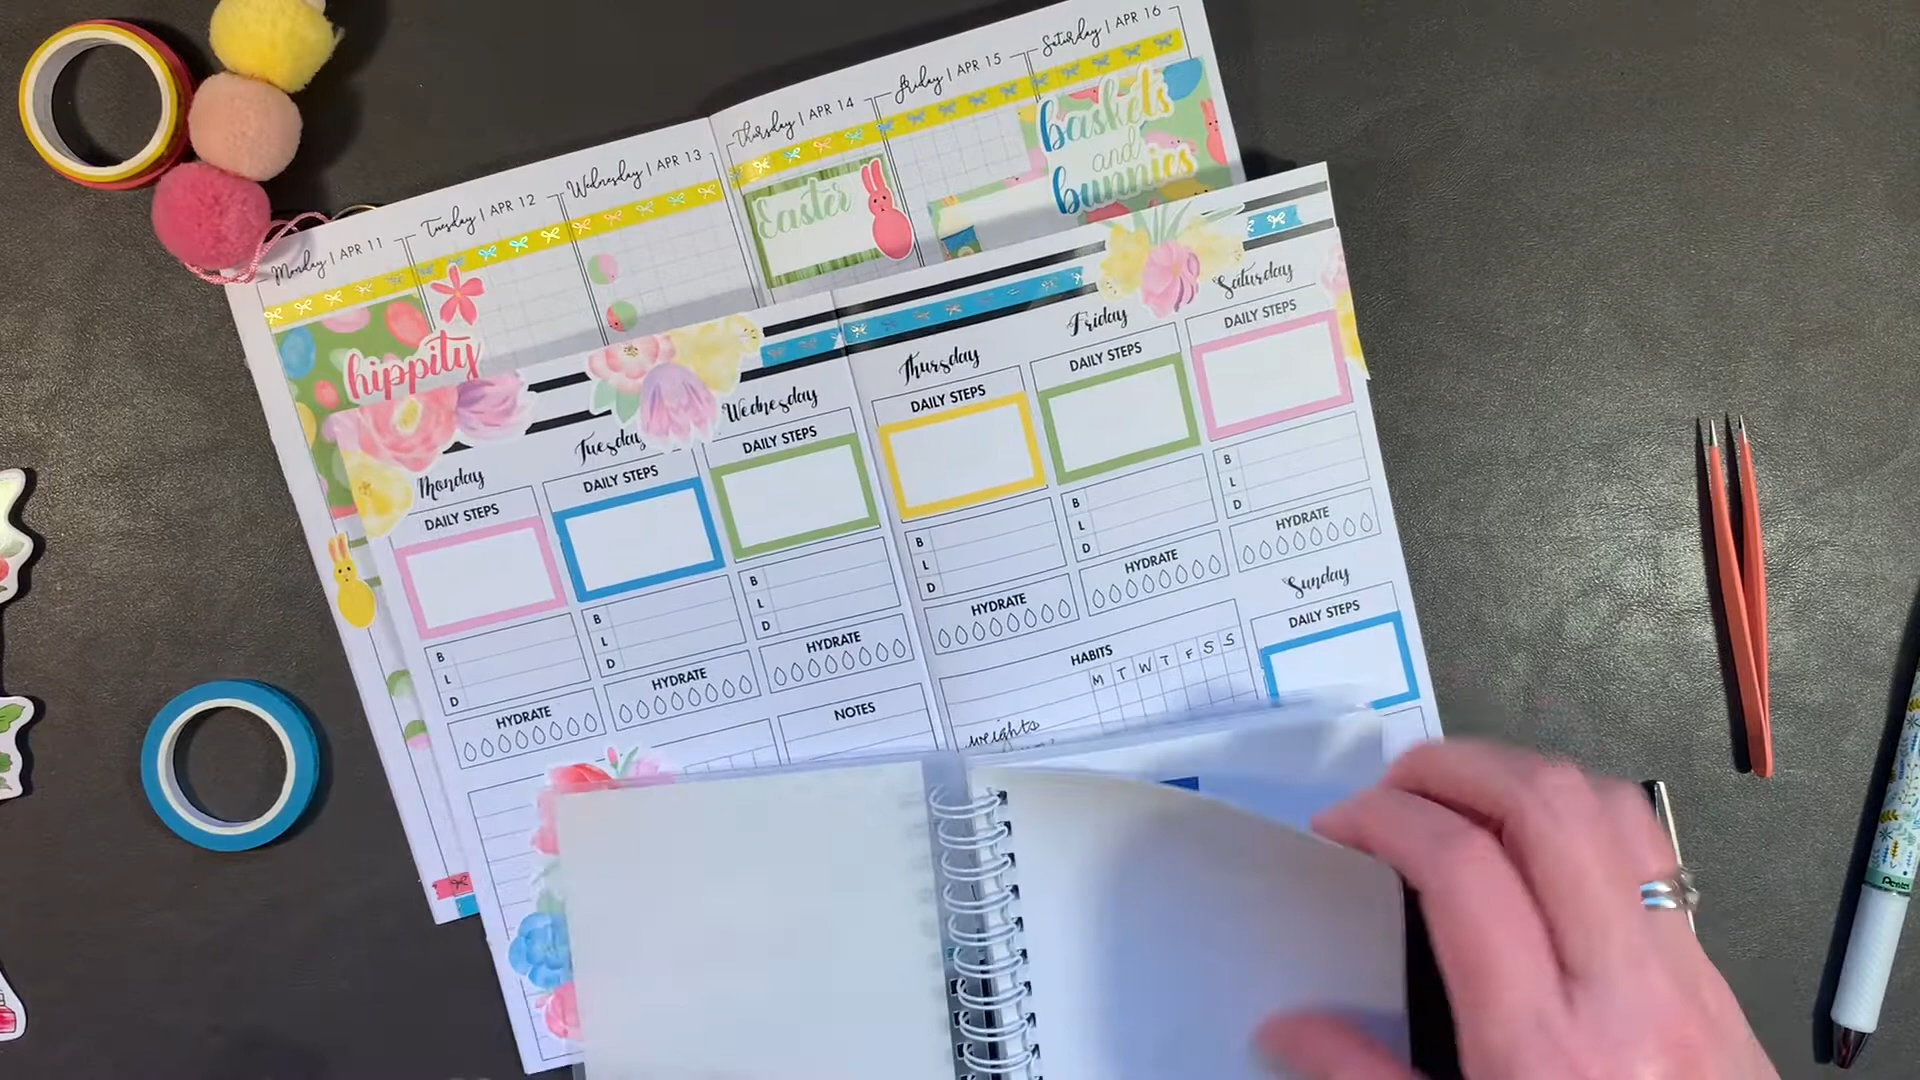 Monday | APR 11
Tuesday | APR 12
Wednesday | APR 13
Thursday | APR 14
Friday | APR 15
Saturday | APR 16
hippity
Easter
baskets
and
bunnies
Monday
DAILY STEPS
B
L
D
HYDRATE
Tuesday
DAILY STEPS
B
L
D
HYDRATE
Wednesday
DAILY STEPS
B
L
D
HYDRATE
NOTES
Thursday
DAILY STEPS
B
L
D
HYDRATE
Friday
DAILY STEPS
B
L
D
HYDRATE
Saturday
DAILY STEPS
B
L
D
HYDRATE
HABITS
M T W T F S S
weights
Sunday
DAILY STEPS
Pentel